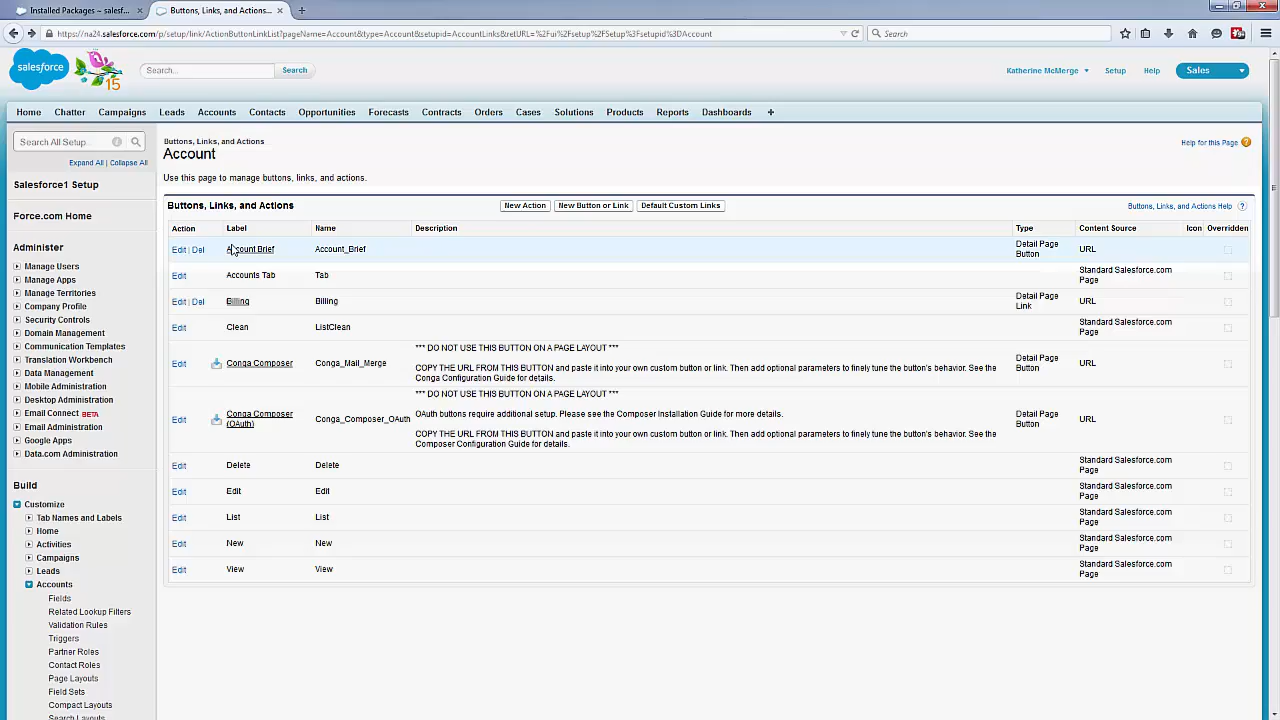 Installed Packages ~ salesf...
Buttons, Links, and Actions...
https://na24.salesforce.com/p/setup/link/ActionButtonLinkList?pageName=Account&type=Account&setupid=AccountLinks&retURL=%2Fui%2Fsetup%2FSetup%3Fsetupid%3DAccount
Search
salesforce
15
Search...
Search
Katherine McMerge
Setup
Help
Sales
Home
Chatter
Campaigns
Leads
Accounts
Contacts
Opportunities
Forecasts
Contracts
Orders
Cases
Solutions
Products
Reports
Dashboards
+
Search All Setup...
Expand All | Collapse All
Salesforce1 Setup
Force.com Home
Administer
Manage Users
Manage Apps
Manage Territories
Company Profile
Security Controls
Domain Management
Communication Templates
Translation Workbench
Data Management
Mobile Administration
Desktop Administration
Email Connect BETA
Email Administration
Google Apps
Data.com Administration
Build
Customize
Tab Names and Labels
Home
Activities
Campaigns
Leads
Accounts
Fields
Related Lookup Filters
Validation Rules
Triggers
Partner Roles
Contact Roles
Page Layouts
Field Sets
Compact Layouts
Search Layouts
Buttons, Links, and Actions
Account
Help for this Page
Use this page to manage buttons, links, and actions.
Buttons, Links, and Actions
New Action
New Button or Link
Default Custom Links
Buttons, Links, and Actions Help
Action Label Name Description Type Content Source Icon Overridden
Edit | Del Account Brief Account_Brief Detail Page Button URL
Edit Accounts Tab Tab Standard Salesforce.com Page
Edit | Del Billing Billing Detail Page Link URL
Edit Clean ListClean Standard Salesforce.com Page
*** DO NOT USE THIS BUTTON ON A PAGE LAYOUT ***
Edit Conga Composer Conga_Mail_Merge Detail Page Button URL
COPY THE URL FROM THIS BUTTON and paste it into your own custom button or link. Then add optional parameters to finely tune the button's behavior. See the
Conga Configuration Guide for details.
*** DO NOT USE THIS BUTTON ON A PAGE LAYOUT ***
Edit Conga Composer (OAuth) Conga_Composer_OAuth Detail Page Button URL
OAuth buttons require additional setup. Please see the Composer Installation Guide for more details.
COPY THE URL FROM THIS BUTTON and paste it into your own custom button or link. Then add optional parameters to finely tune the button's behavior. See the
Composer Configuration Guide for details.
Edit Delete Delete Standard Salesforce.com Page
Edit Edit Edit Standard Salesforce.com Page
Edit List List Standard Salesforce.com Page
Edit New New Standard Salesforce.com Page
Edit View View Standard Salesforce.com Page